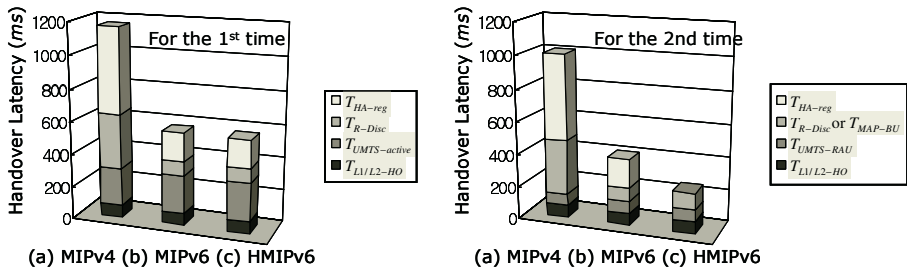 Handover Latency (ms)
1200
1000
800
600
400
200
0
For the 1st time
T_HA-reg
T_R-Disc
T_UMTS-active
T_L1/L2-HO
(a) MIPv4 (b) MIPv6 (c) HMIPv6
Handover Latency (ms)
1200
1000
800
600
400
200
0
For the 2nd time
T_HA-reg
T_R-Disc or T_MAP-BU
T_UMTS-RAU
T_L1/L2-HO
(a) MIPv4 (b) MIPv6 (c) HMIPv6